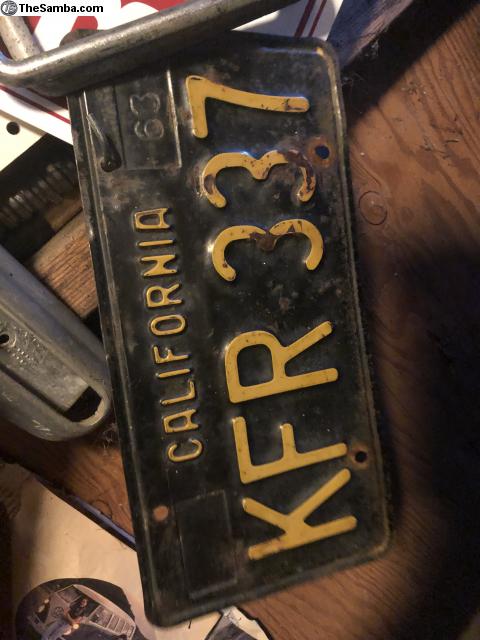 TheSamba.com
CALIFORNIA 63
KFR 337